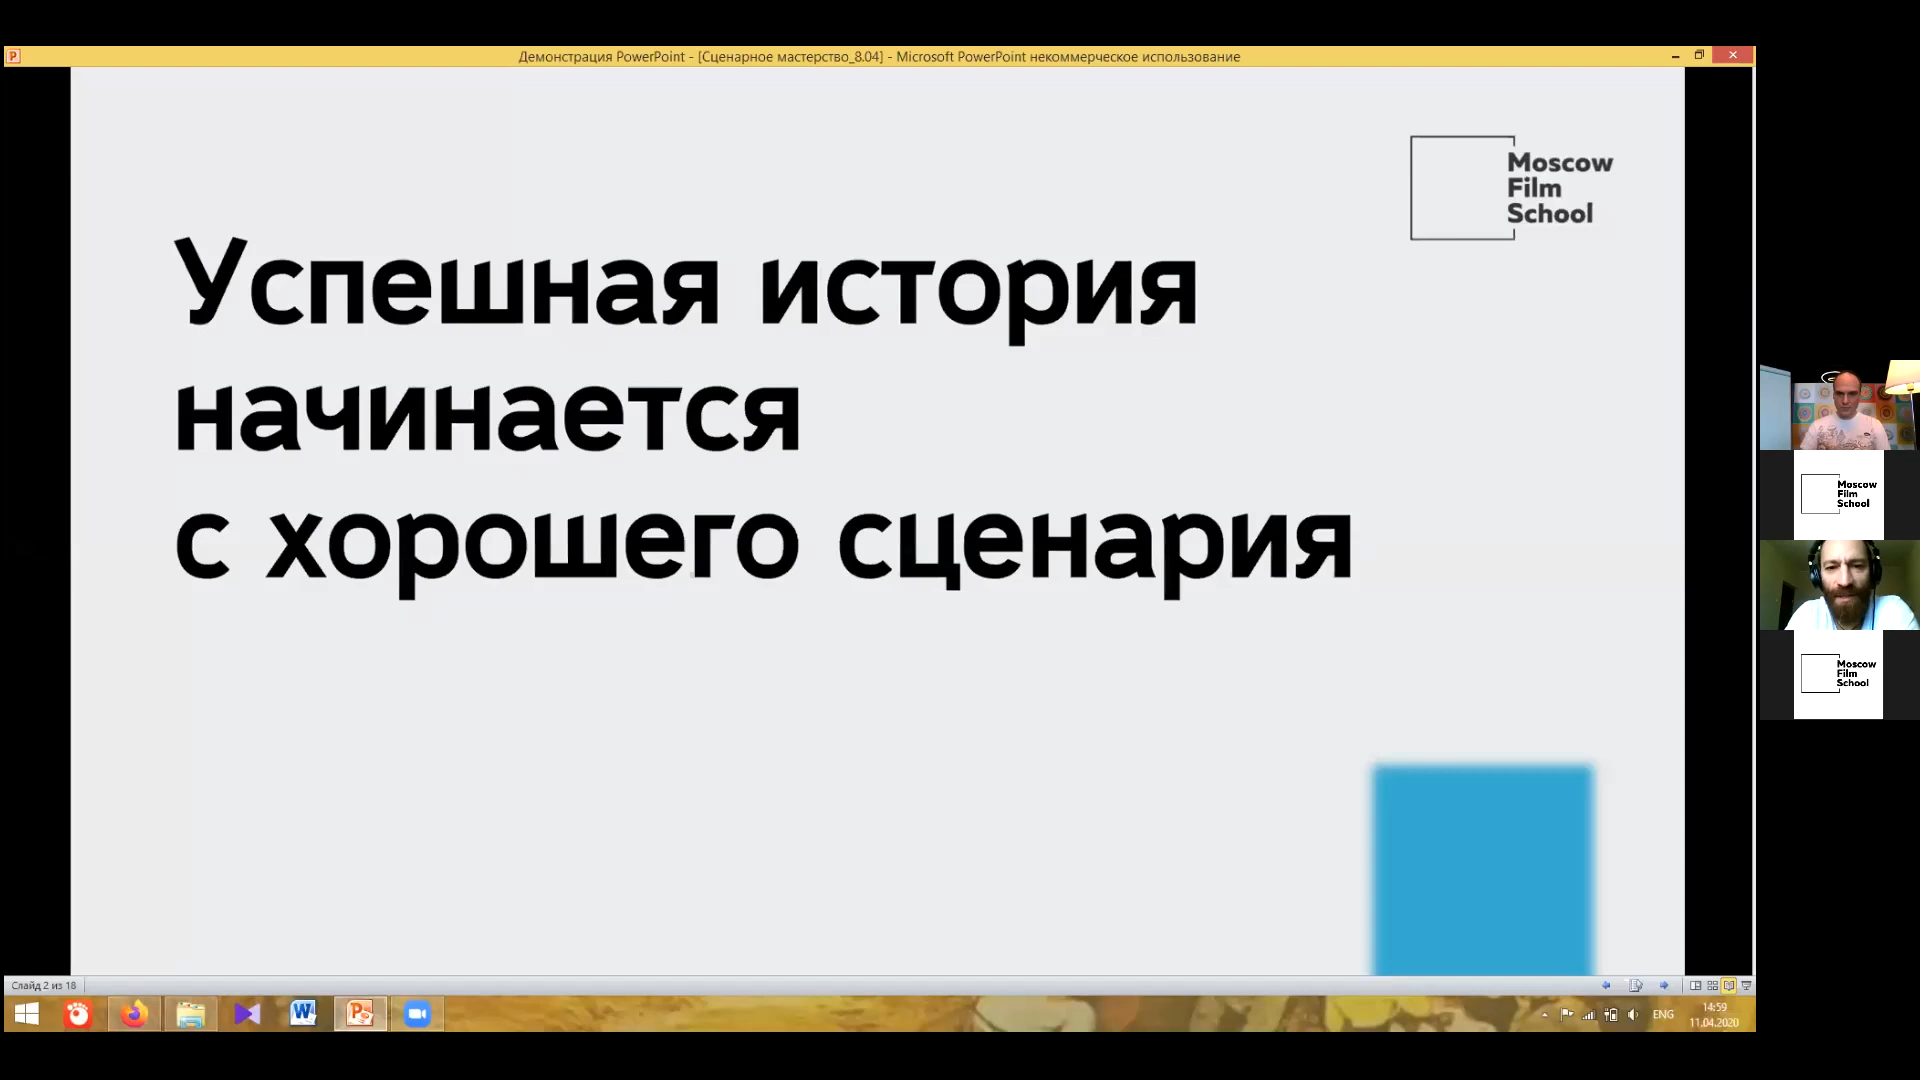 Демонстрация PowerPoint - [Сценарное мастерство_8.04] - Microsoft PowerPoint некоммерческое использование
Moscow
Film
School
Успешная история
начинается
с хорошего сценария
Moscow
Film
School
Moscow
Film
School
Слайд 2 из 18
ENG
14:59
11.04.2020